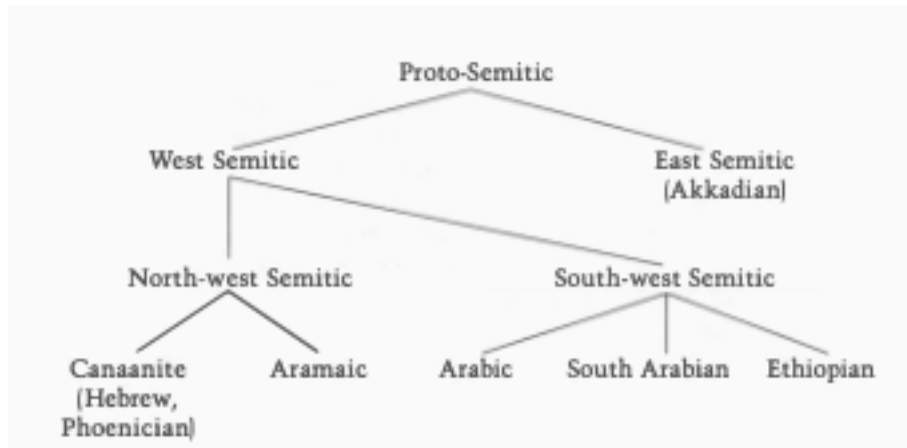 Proto-Semitic
West Semitic
East Semitic
(Akkadian)
North-west Semitic
South-west Semitic
Canaanite
(Hebrew,
Phoenician)
Aramaic
Arabic
South Arabian
Ethiopian